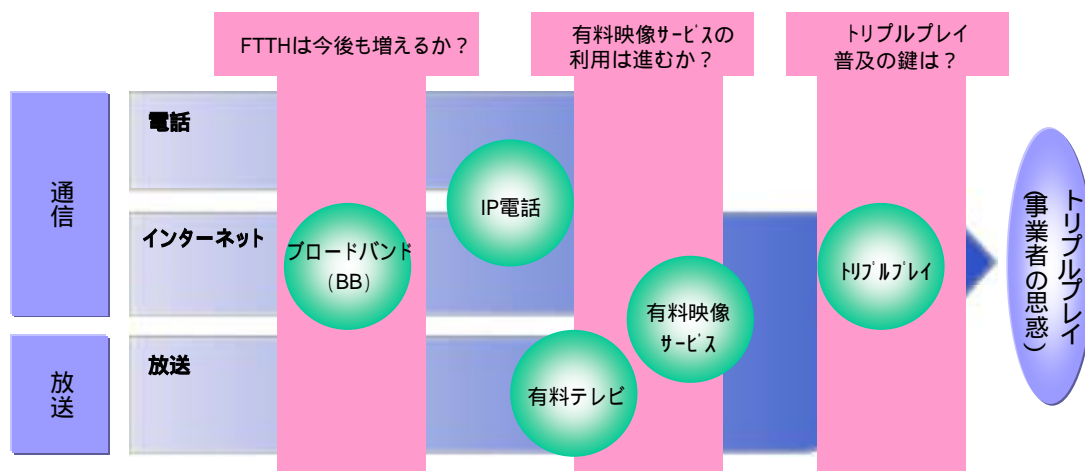 FTTHは今後も増えるか？
有料映像ｻｰﾋﾞｽの
利用は進むか？
トリプルプレイ
普及の鍵は？
通信
電話
IP電話
インターネット
ブロードバンド
(BB)
トリプルプレイ
(事業者の思惑)
ﾄﾘﾌﾟﾙﾌﾟﾚｲ
有料映像
ｻｰﾋﾞｽ
放送
放送
有料テレビ